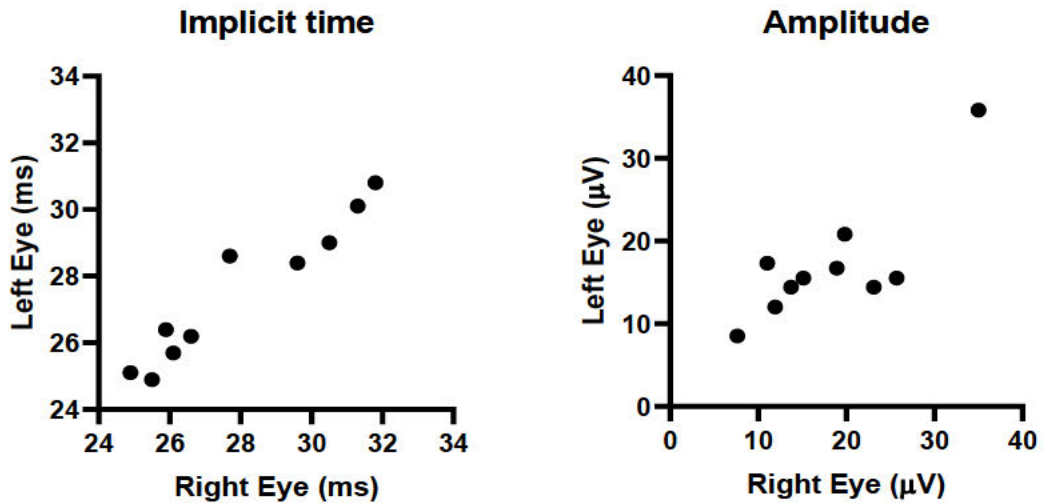 Implicit time
34
32
30
28
26
24
Left Eye (ms)
24 26 28 30 32 34
Right Eye (ms)
Amplitude
40
30
20
10
0
Left Eye (μV)
0 10 20 30 40
Right Eye (μV)